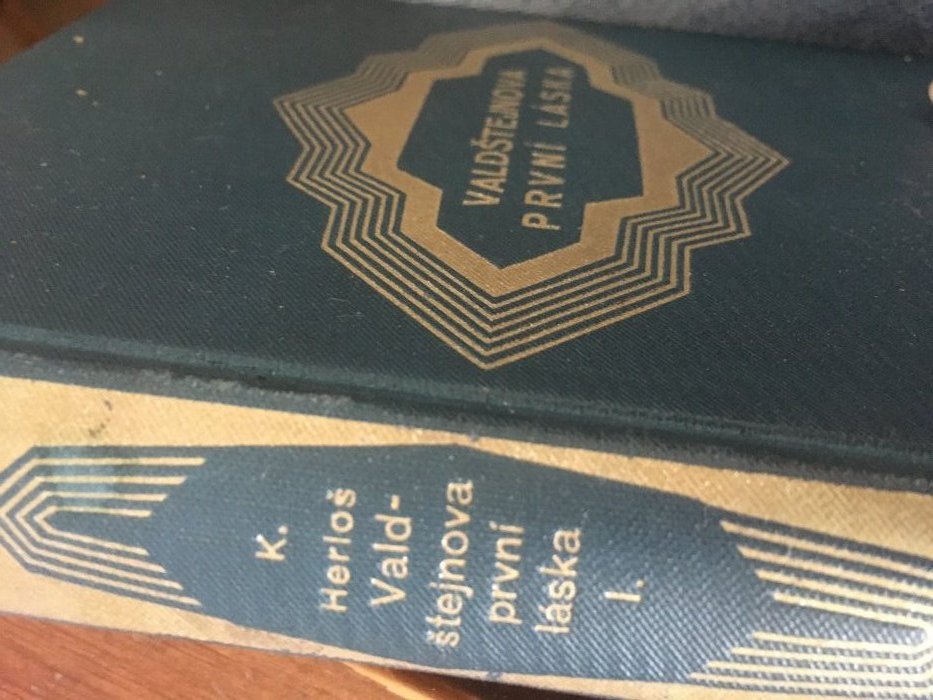 VALDŠTEJNOVA
PRVNÍ LÁSKA
K.
Herloš
Vald-
štejnova
první
láska
I.